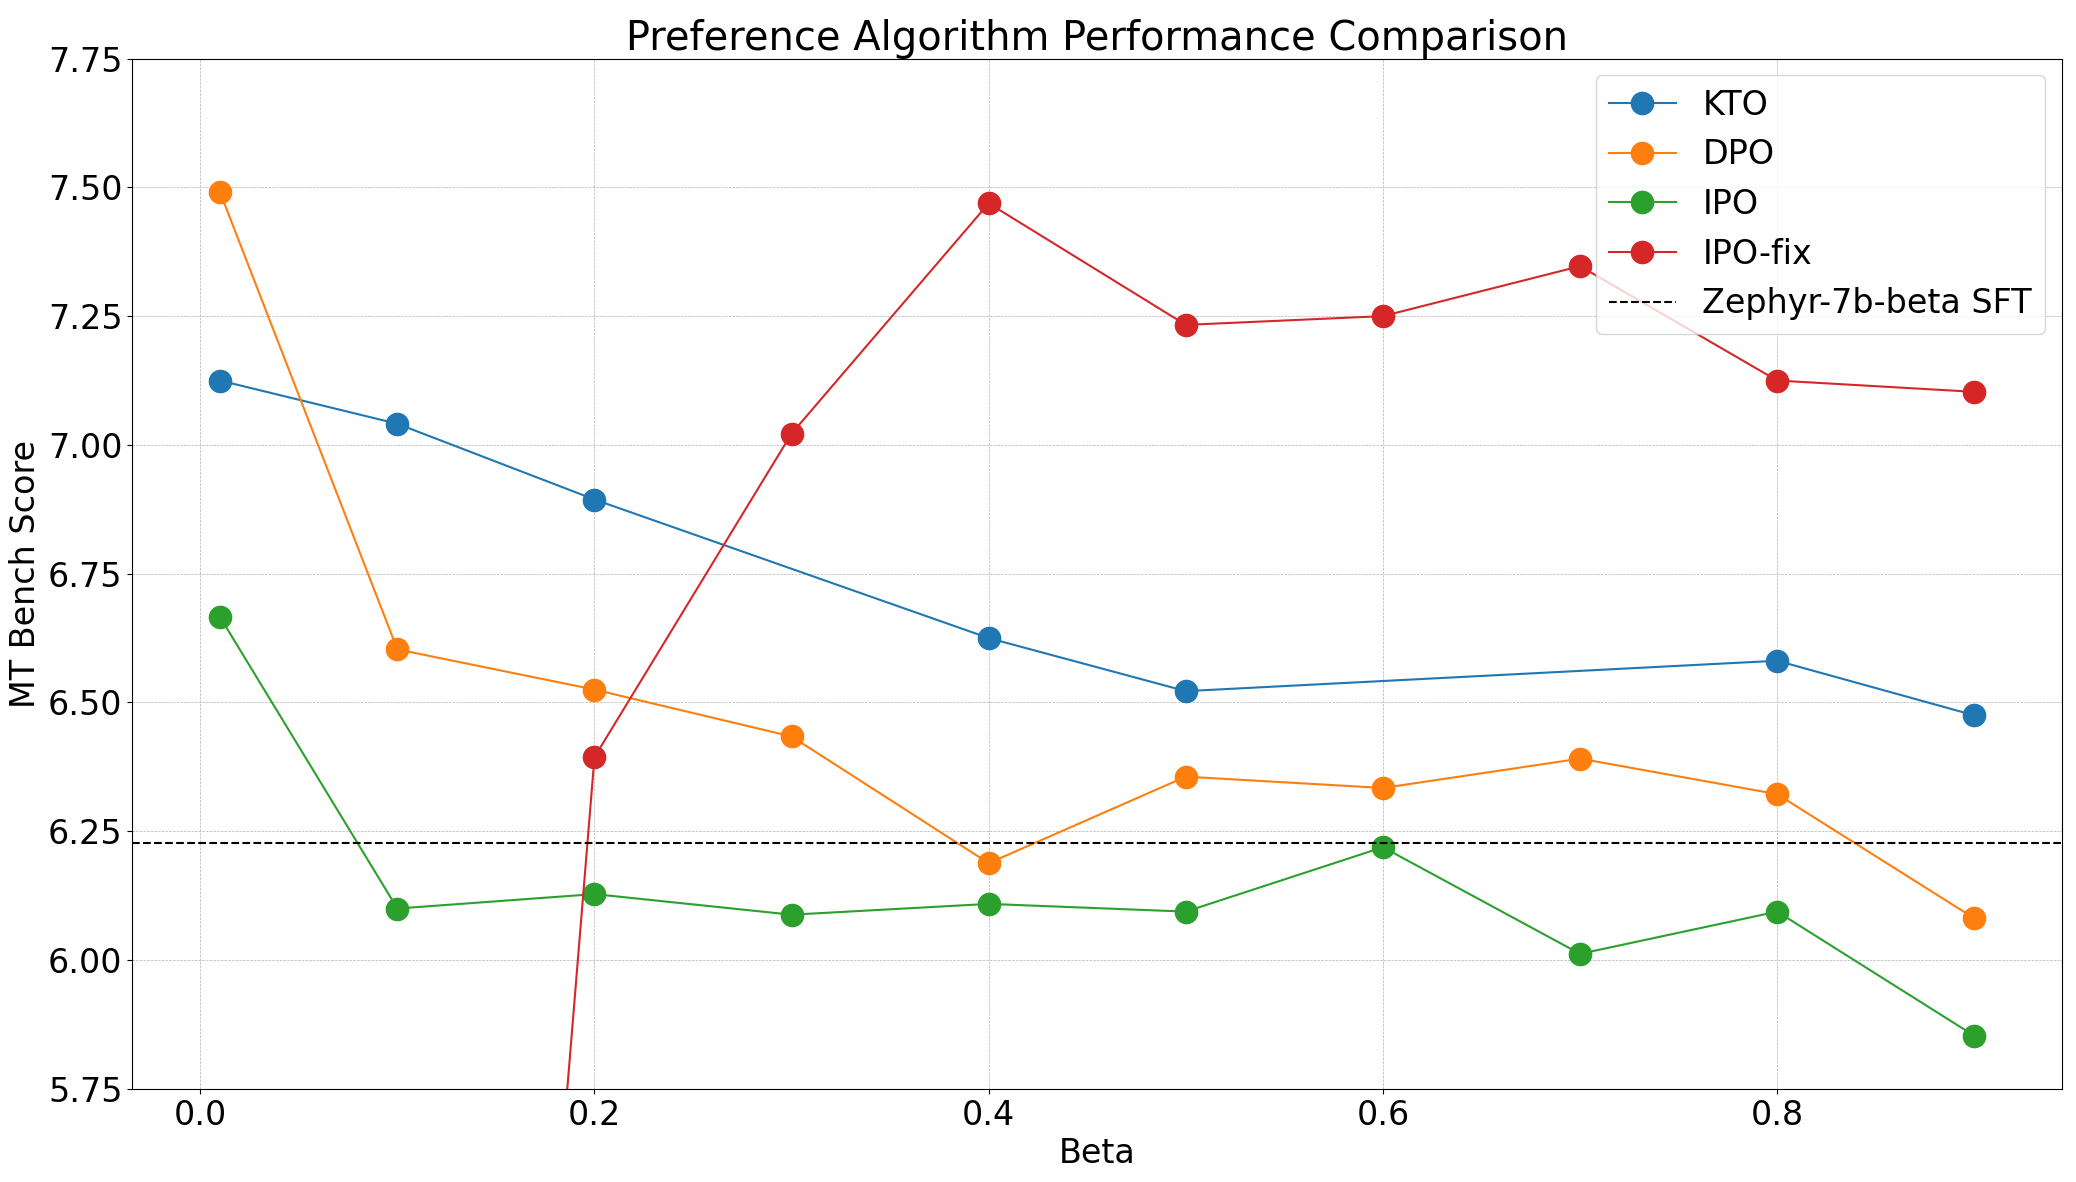 Preference Algorithm Performance Comparison
7.75
7.50
7.25
7.00
6.75
6.50
6.25
6.00
5.75
MT Bench Score
KTO
DPO
IPO
IPO-fix
Zephyr-7b-beta SFT
0.0 0.2 0.4 0.6 0.8
Beta